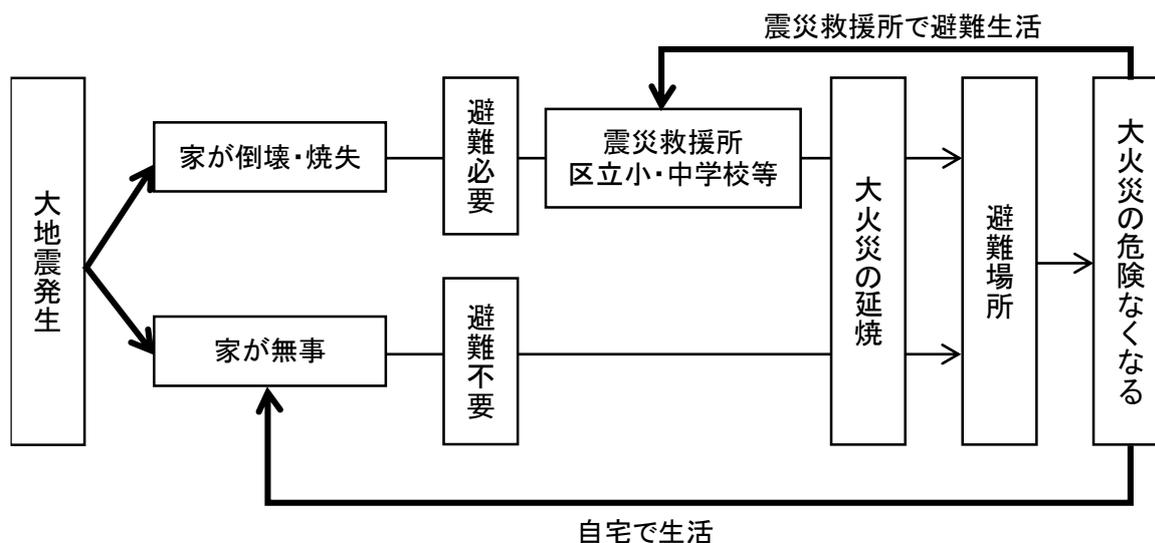 震災救援所で避難生活
大地震発生
家が倒壊・焼失
避難必要
震災救援所
区立小・中学校等
大火災の延焼
避難場所
大火災の危険なくなる
家が無事
避難不要
自宅で生活